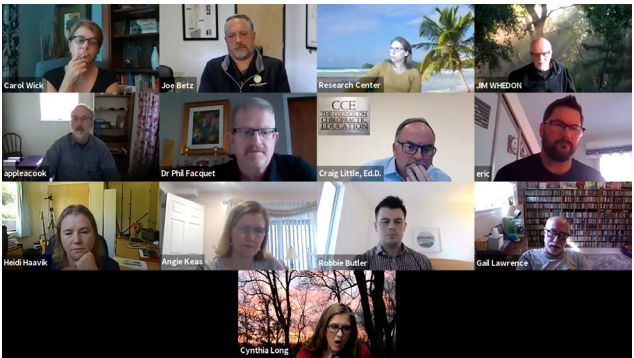 Carol Wick
Joe Betz
Research Center
JIM WHEDON
appleacook
Dr Phil Facquet
CCE
THE COUNCIL ON
CHIROPRACTIC
EDUCATION
Craig Little, Ed.D.
eric
Heidi Haavik
Angie Keas
Robbie Butler
Gail Lawrence
Cynthia Long